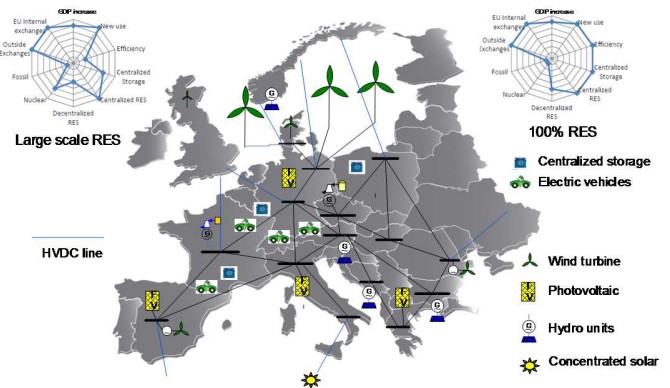 GDP increase
EU Internal
exchanges
New use
Outside
Exchanges
Efficiency
Fossil
Centralized
Storage
Nuclear
Centralized RES
Decentralized
RES
Large scale RES
GDP increase
EU Internal
exchanges
New use
Outside
Exchanges
Efficiency
Fossil
Centralized
Storage
Nuclear
Centralized RES
Decentralized
RES
100% RES
Centralized storage
Electric vehicles
HVDC line
Wind turbine
Photovoltaic
G
Hydro units
Concentrated solar
G
G
G
G
G
G